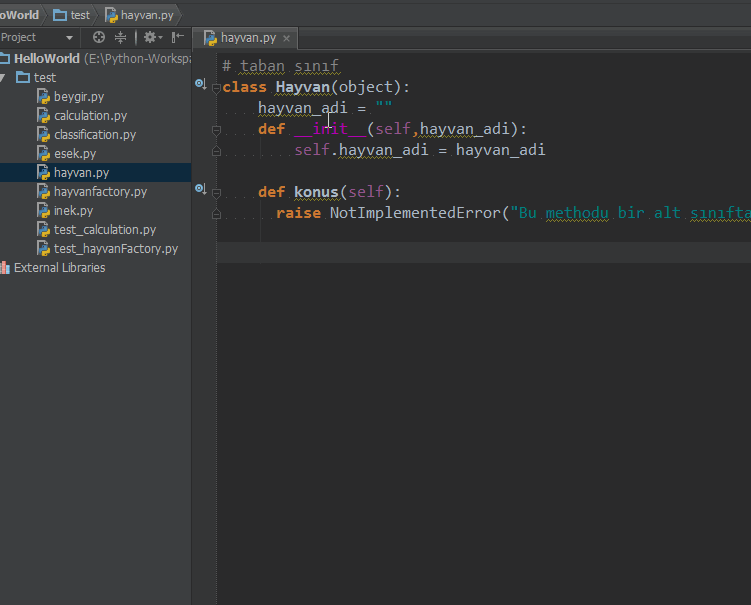 oWorld test hayvan.py
Project
hayvan.py
HelloWorld (E:\Python-Workspa
test
beygir.py
calculation.py
classification.py
esek.py
hayvan.py
hayvanfactory.py
inek.py
test_calculation.py
test_hayvanFactory.py
External Libraries
# taban sınıf
class Hayvan(object):
hayvan_adi = ""
def __init__(self,hayvan_adi):
self.hayvan_adi = hayvan_adi
def konus(self):
raise NotImplementedError("Bu methodu bir alt sınıfta